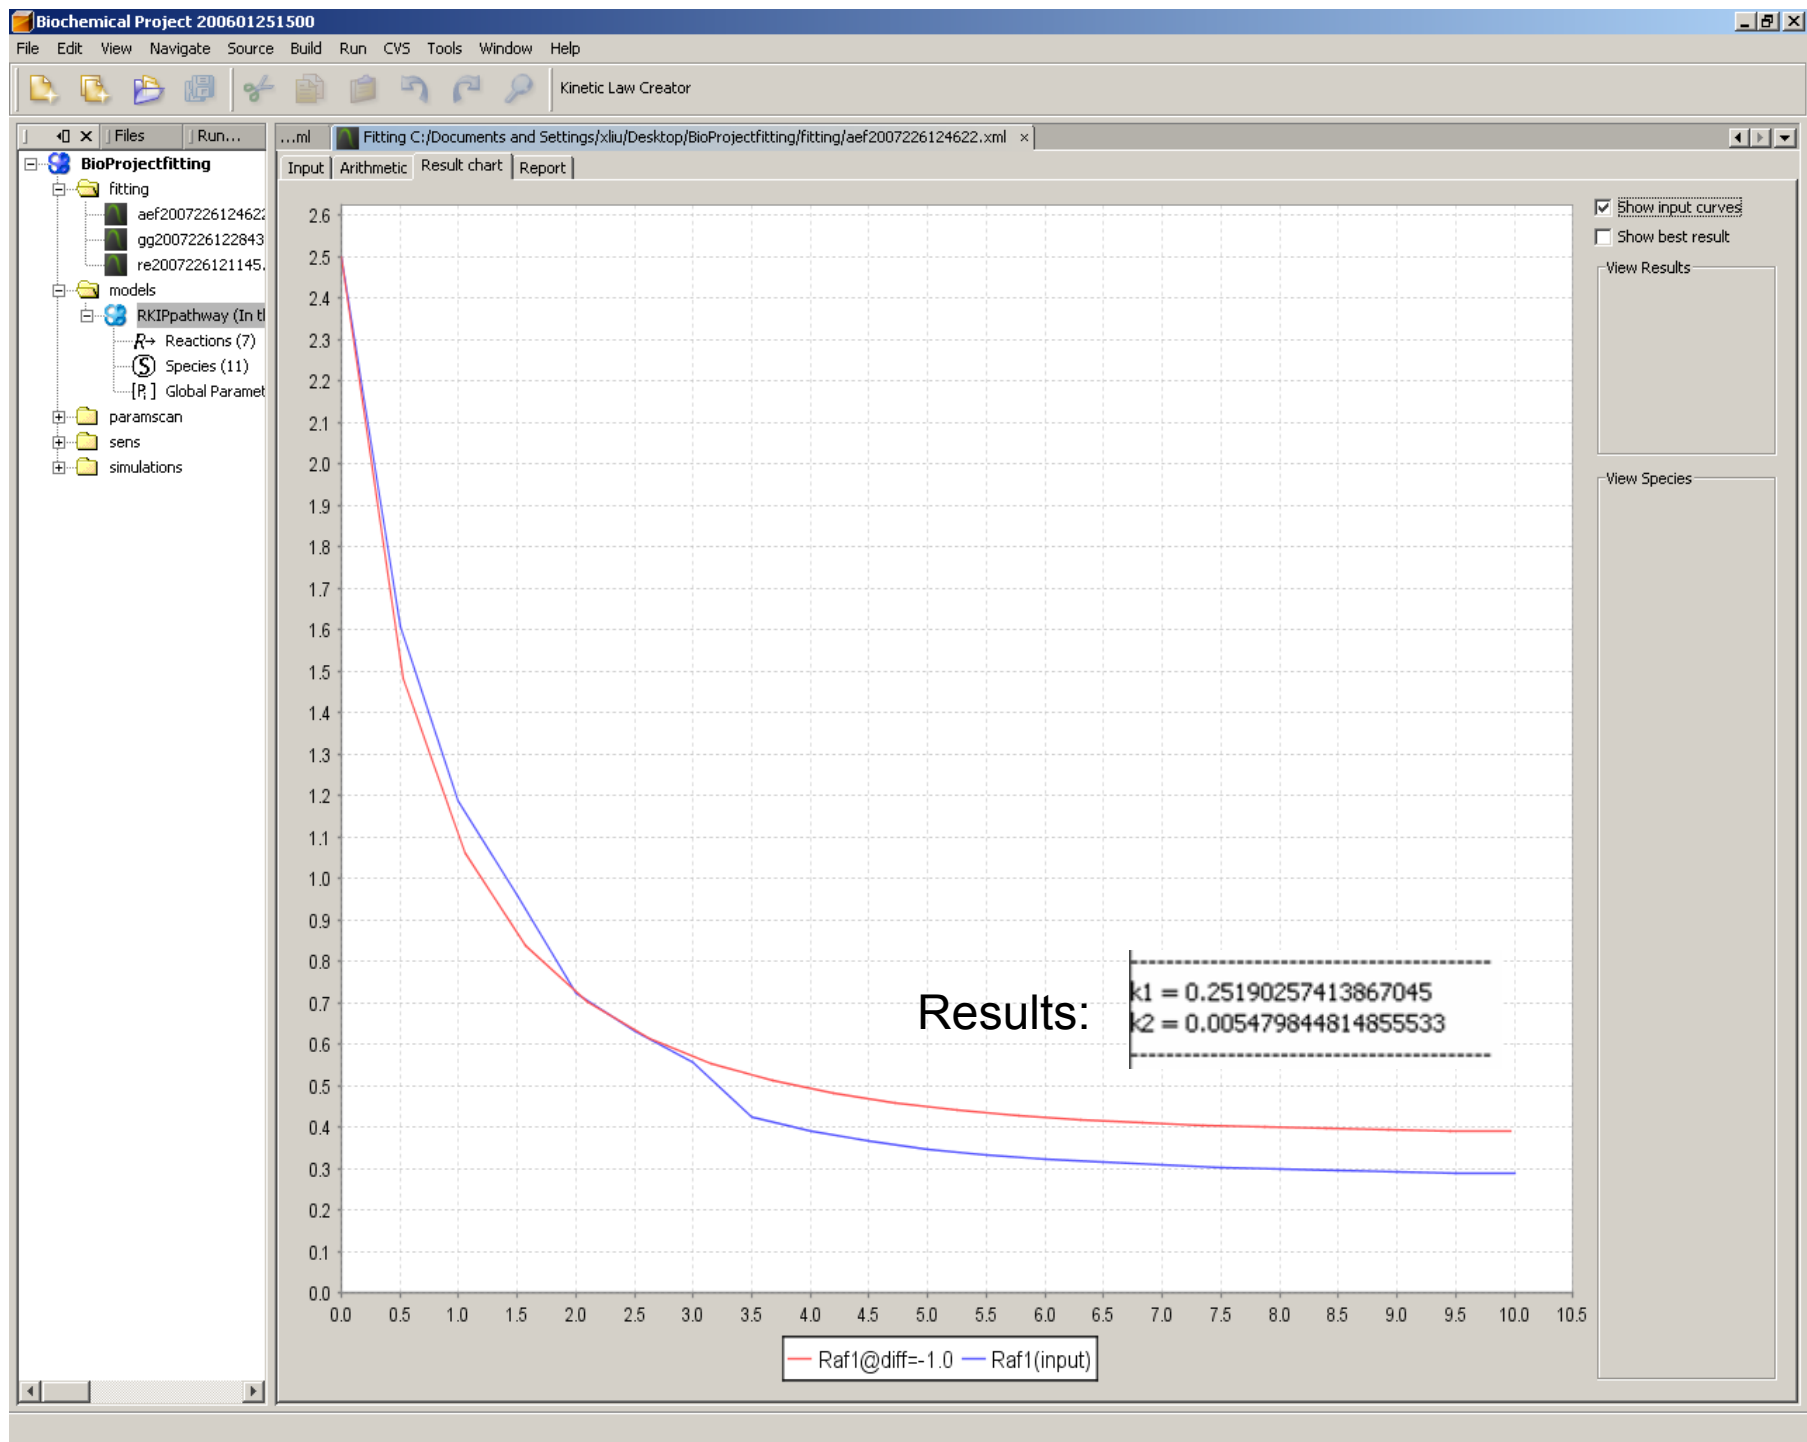 Biochemical Project 200601251500
File Edit View Navigate Source Build Run CVS Tools Window Help
Kinetic Law Creator
Files Run...
...ml Fitting C:/Documents and Settings/xliu/Desktop/BioProjectfitting/fitting/aef2007226124622.xml ×
Input Arithmetic Result chart Report
BioProjectfitting
fitting
aef2007226124622
gg2007226122843
re2007226121145.
models
RKIPpathway (In t
R→ Reactions (7)
S Species (11)
[P ] Global Paramet
paramscan
sens
simulations
Show input curves
Show best result
View Results
View Species
2.6
2.5
2.4
2.3
2.2
2.1
2.0
1.9
1.8
1.7
1.6
1.5
1.4
1.3
1.2
1.1
1.0
0.9
0.8
0.7
0.6
0.5
0.4
0.3
0.2
0.1
0.0
Results:
k1 = 0.25190257413867045
k2 = 0.005479844814855533
0.0 0.5 1.0 1.5 2.0 2.5 3.0 3.5 4.0 4.5 5.0 5.5 6.0 6.5 7.0 7.5 8.0 8.5 9.0 9.5 10.0 10.5
Raf1@diff=-1.0 Raf1(input)